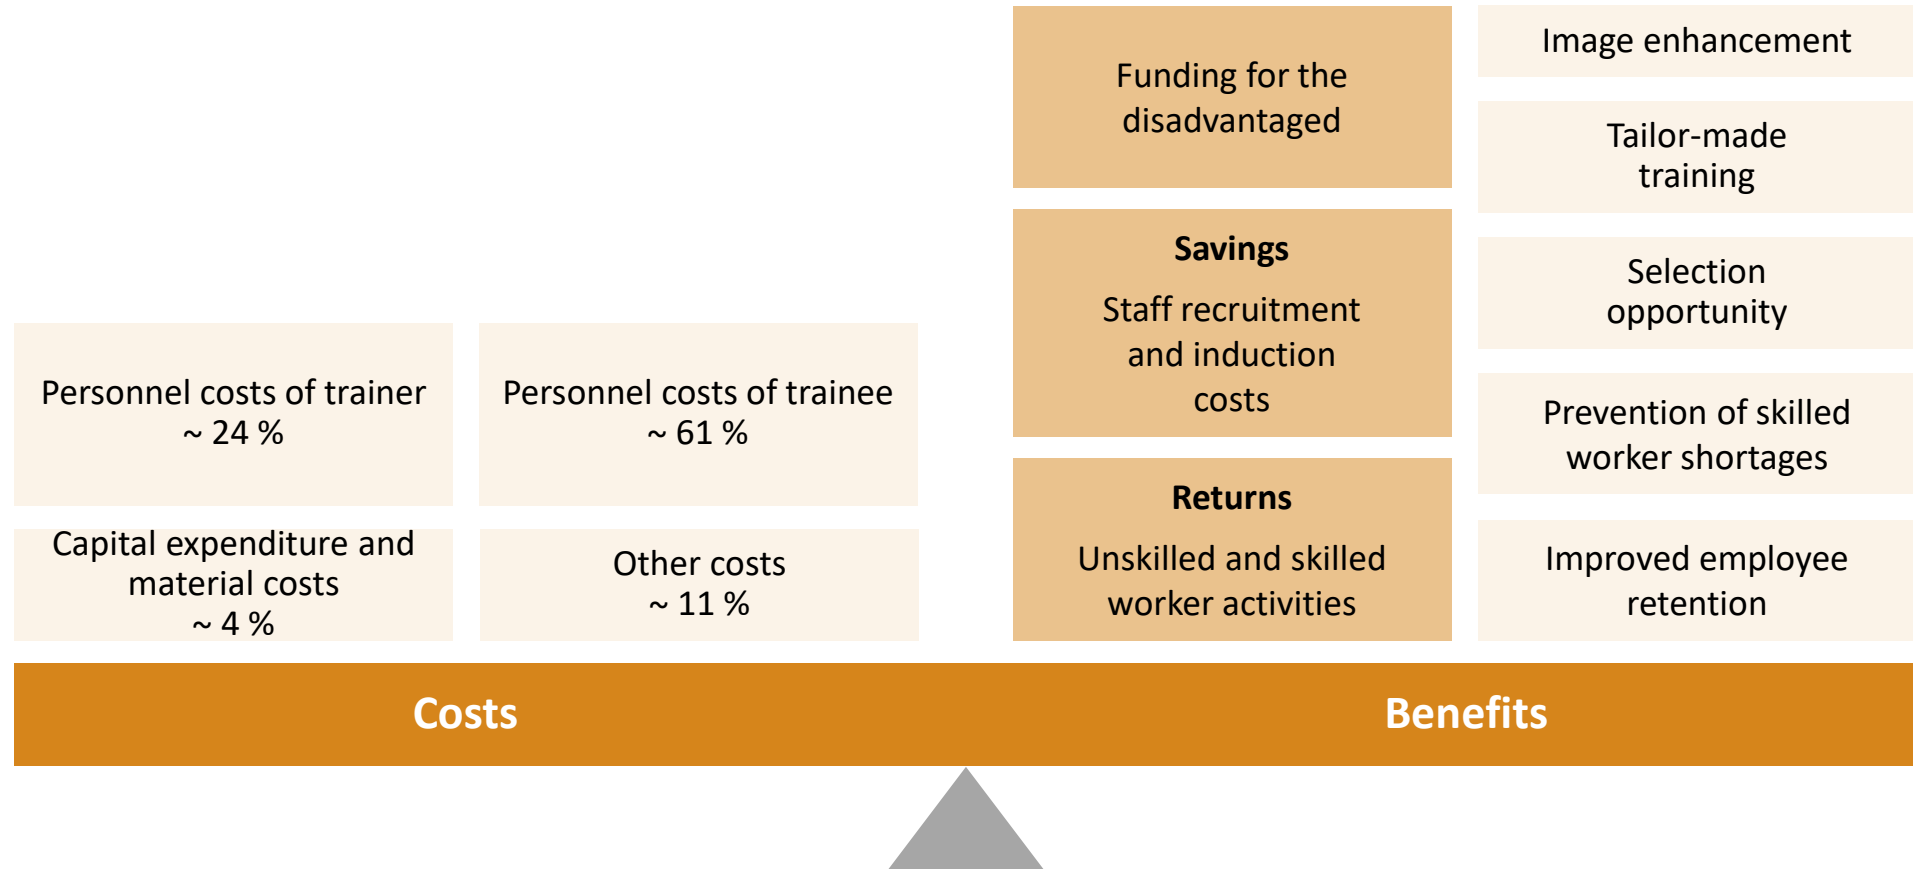 Personnel costs of trainer
~ 24 %
Personnel costs of trainee
~ 61 %
Capital expenditure and
material costs
~ 4 %
Other costs
~ 11 %
Funding for the
disadvantaged
Savings
Staff recruitment
and induction
costs
Returns
Unskilled and skilled
worker activities
Image enhancement
Tailor-made
training
Selection
opportunity
Prevention of skilled
worker shortages
Improved employee
retention
Costs
Benefits